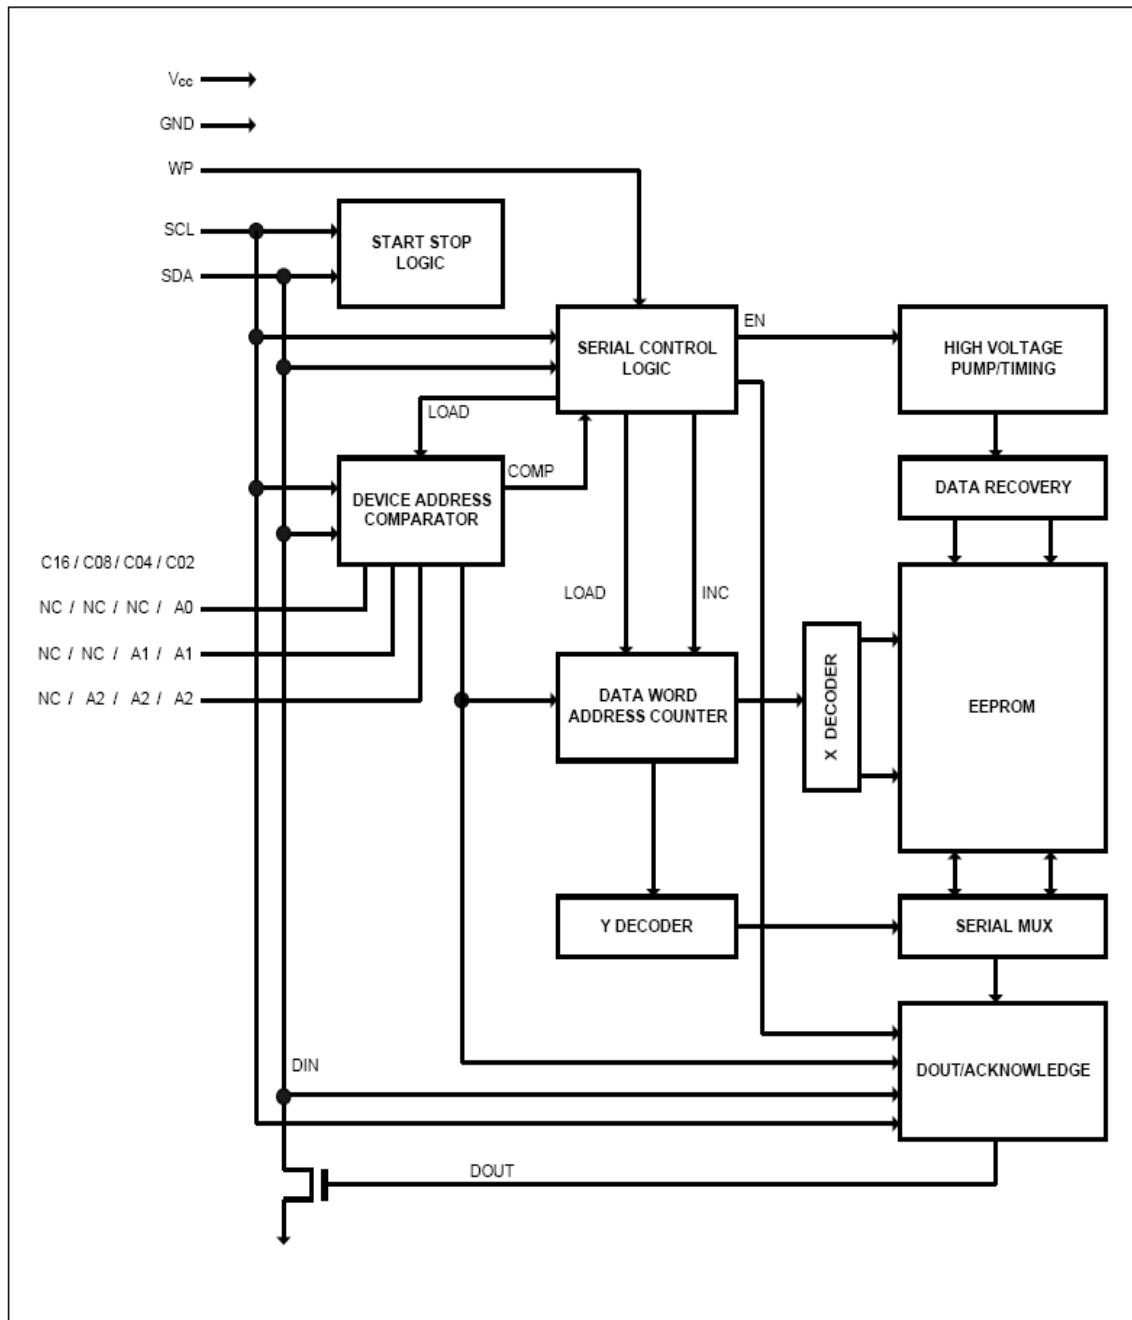 Vcc
GND
WP
SCL
SDA
START STOP
LOGIC
SERIAL CONTROL
LOGIC
EN
HIGH VOLTAGE
PUMP/TIMING
LOAD
COMP
DEVICE ADDRESS
COMPARATOR
DATA RECOVERY
C16 / C08 / C04 / C02
NC / NC / NC / A0
NC / NC / A1 / A1
NC / A2 / A2 / A2
LOAD
INC
DATA WORD
ADDRESS COUNTER
X DECODER
EEPROM
Y DECODER
SERIAL MUX
DIN
DOUT/ACKNOWLEDGE
DOUT